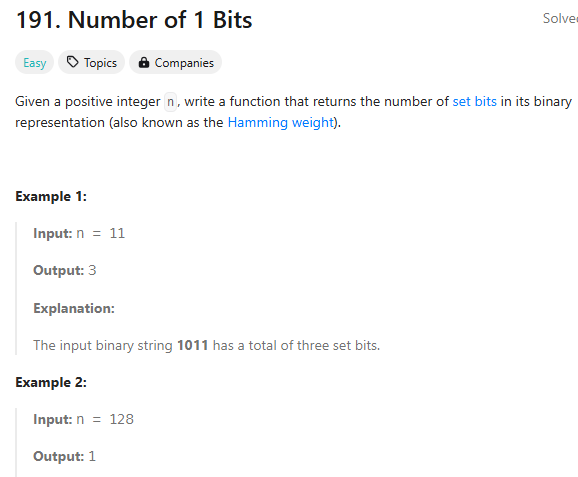 191. Number of 1 Bits
Solved
Easy Topics Companies
Given a positive integer n, write a function that returns the number of set bits in its binary
representation (also known as the Hamming weight).
Example 1:
Input: n = 11
Output: 3
Explanation:
The input binary string 1011 has a total of three set bits.
Example 2:
Input: n = 128
Output: 1